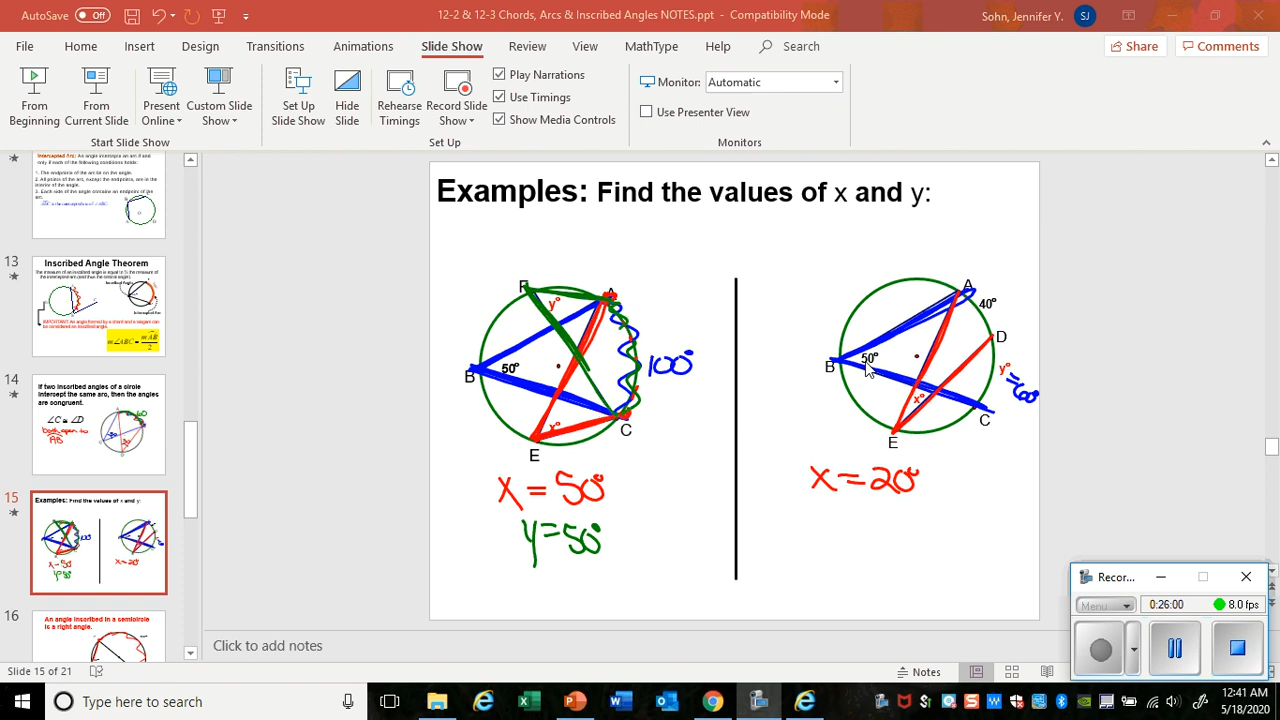 AutoSave Off
12-2 & 12-3 Chords, Arcs & Inscribed Angles NOTES.ppt - Compatibility Mode
Sohn, Jennifer Y.
SJ
File Home Insert Design Transitions Animations Slide Show Review View MathType Help Search
Share Comments
From Beginning
From Current Slide
Present Online
Custom Slide Show
Set Up Slide Show
Hide Slide
Rehearse Timings
Record Slide Show
Play Narrations
Use Timings
Show Media Controls
Monitor: Automatic
Use Presenter View
Start Slide Show
Set Up
Monitors
13
Inscribed Angle Theorem
14
If two inscribed angles of a circle
intercept the same arc, then the
angles are congruent.
∠C ≅ ∠D
15
Examples: Find the values of x and y:
16
An angle inscribed in a semicircle
is a right angle.
Examples: Find the values of x and y:
F
A
y°
B
50°
100°
x°
C
E
x = 50°
y = 50°
A
40°
D
B
50°
y°
=60
x°
C
E
x = 20°
Click to add notes
Recor...
Menu
0:26:00
8.0 fps
Slide 15 of 21
Notes
Type here to search
12:41 AM
5/18/2020